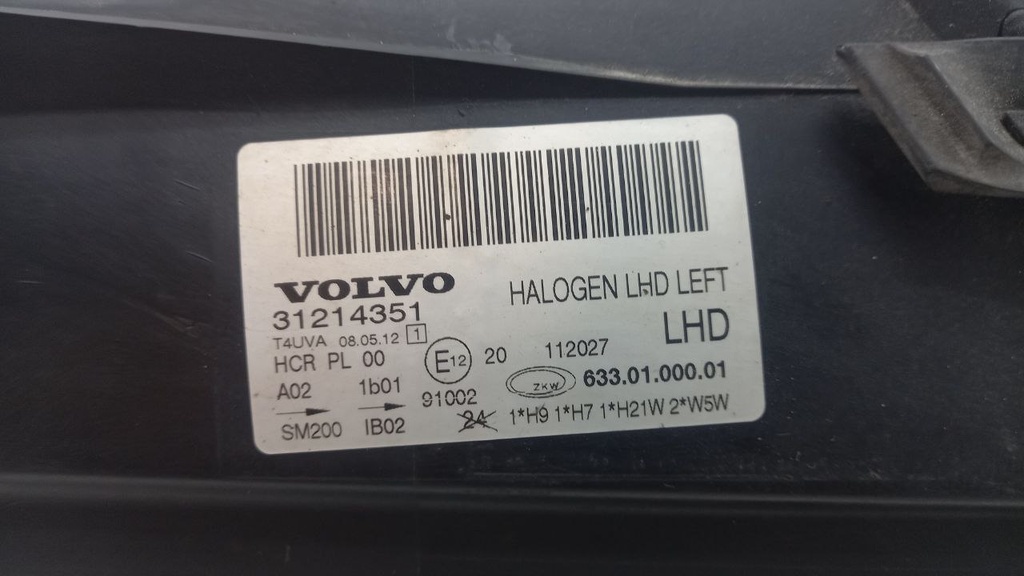 VOLVO
HALOGEN LHD LEFT
31214351
LHD
T4UVA 08.05.12 1
HCR PL 00
E12 20 112027
A02 1b01 91002
ZKW 633.01.000.01
SM200 IB02
24 1*H9 1*H7 1*H21W 2*W5W